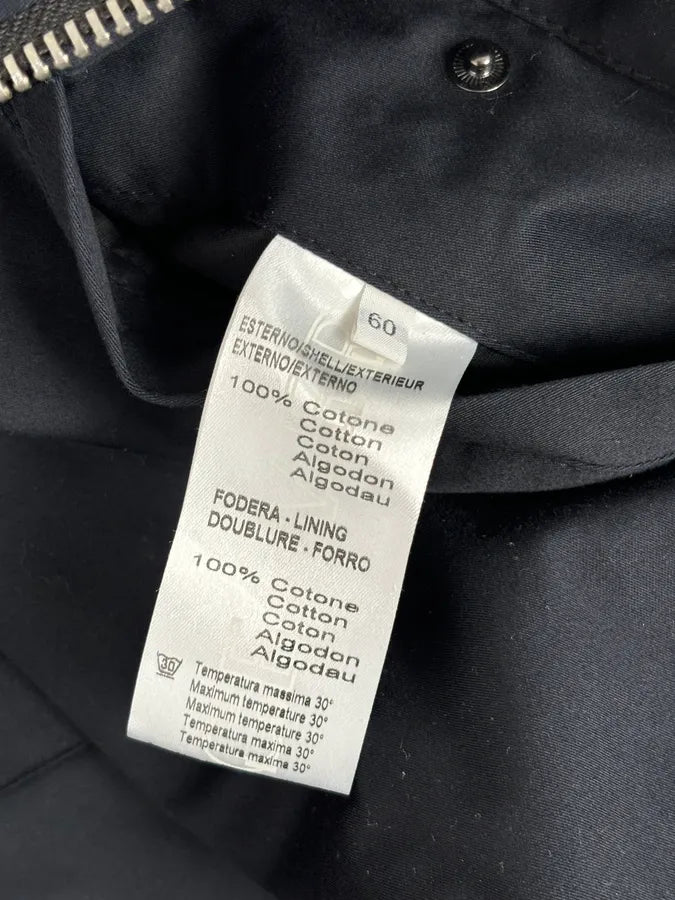 60
ESTERNO/SHELL/EXTERIEUR
EXTERNO/EXTERNO
100% Cotone
Cotton
Coton
Algodon
Algodau
FODERA - LINING
DOUBLURE - FORRO
100% Cotone
Cotton
Coton
Algodon
Algodau
30
Temperatura massima 30°
Maximum temperature 30°
Maximum temperature 30°
Temperatura maxima 30°
Temperatura maxima 30°